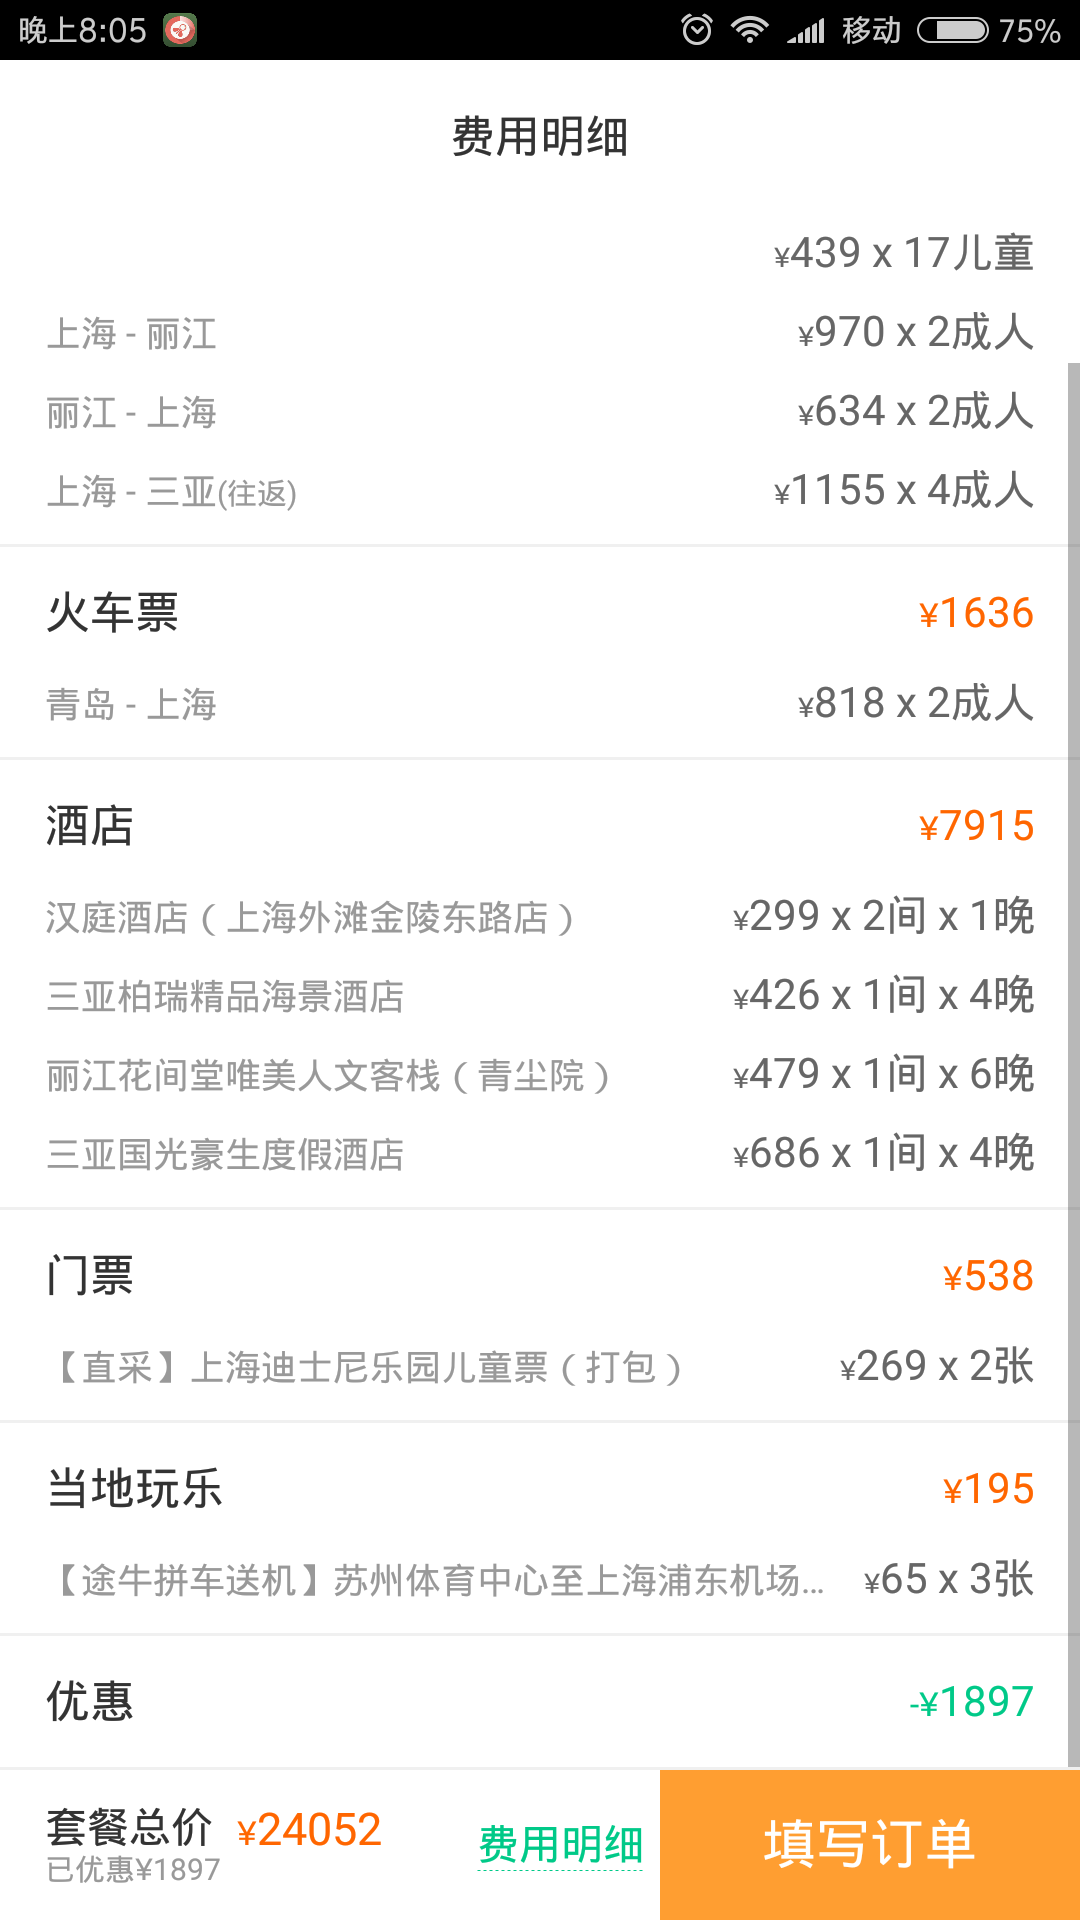 晚上8:05 移动 75%
费用明细
¥439 x 17儿童
上海 - 丽江 ¥970 x 2成人
丽江 - 上海 ¥634 x 2成人
上海 - 三亚(往返) ¥1155 x 4成人
火车票 ¥1636
青岛 - 上海 ¥818 x 2成人
酒店 ¥7915
汉庭酒店（上海外滩金陵东路店） ¥299 x 2间 x 1晚
三亚柏瑞精品海景酒店 ¥426 x 1间 x 4晚
丽江花间堂唯美人文客栈（青尘院） ¥479 x 1间 x 6晚
三亚国光豪生度假酒店 ¥686 x 1间 x 4晚
门票 ¥538
【直采】上海迪士尼乐园儿童票（打包） ¥269 x 2张
当地玩乐 ¥195
【途牛拼车送机】苏州体育中心至上海浦东机场... ¥65 x 3张
优惠 -¥1897
套餐总价 ¥24052 费用明细 填写订单
已优惠¥1897